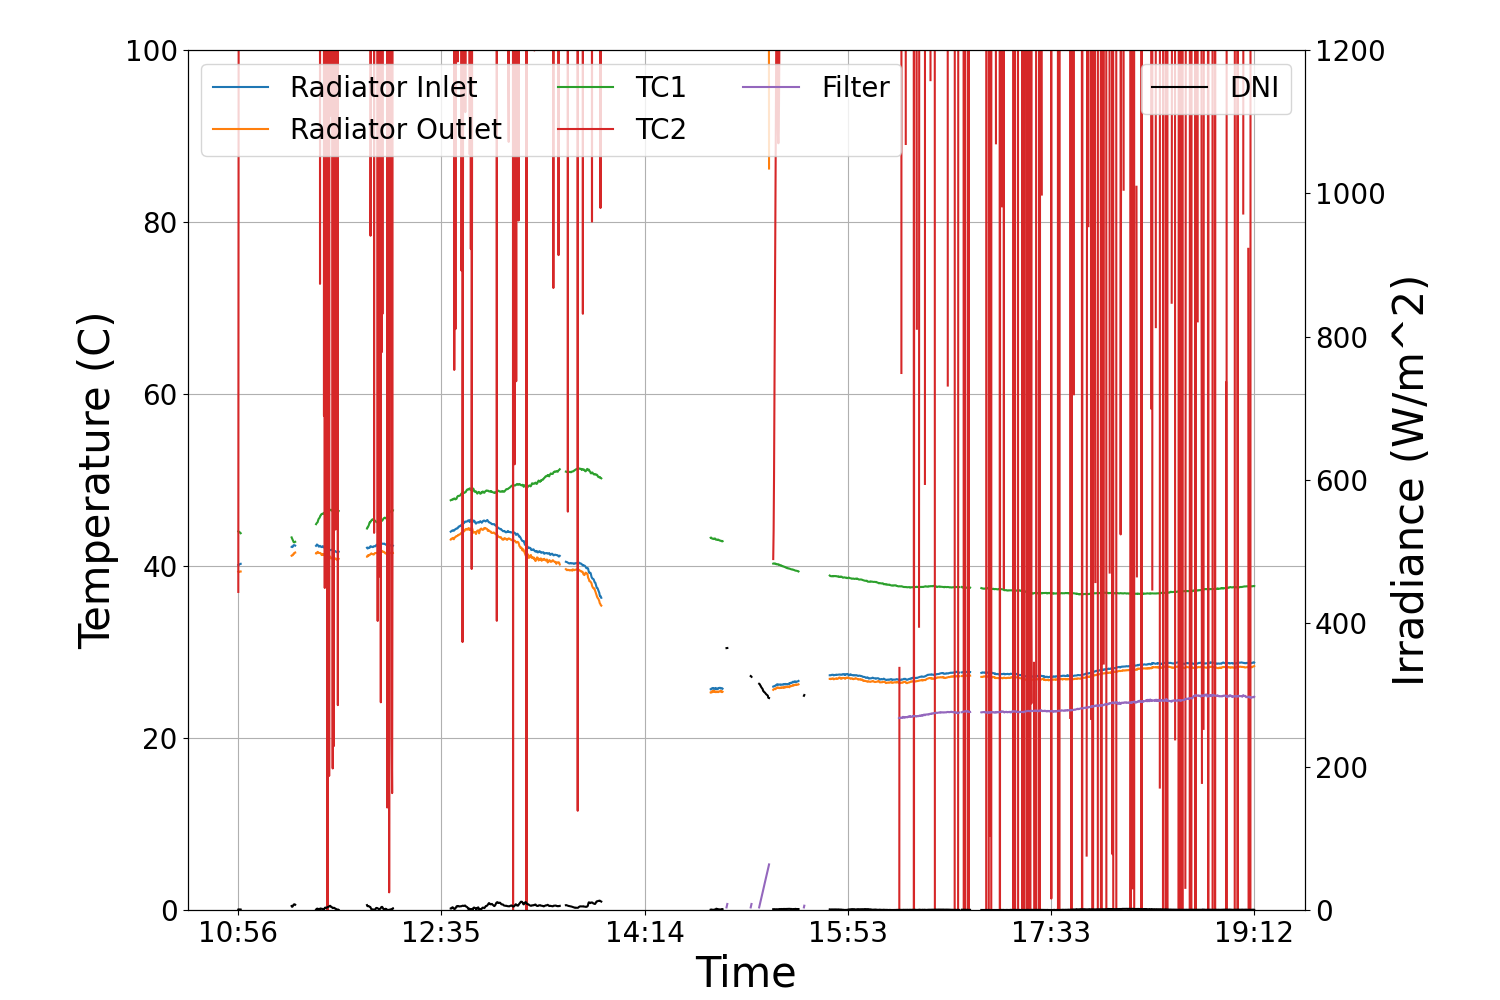 100
80
60
40
20
0
Temperature (C)
Radiator Inlet
Radiator Outlet
TC1
TC2
Filter
DNI
1200
1000
800
600
400
200
0
Irradiance (W/m^2)
10:56
12:35
14:14
15:53
17:33
19:12
Time